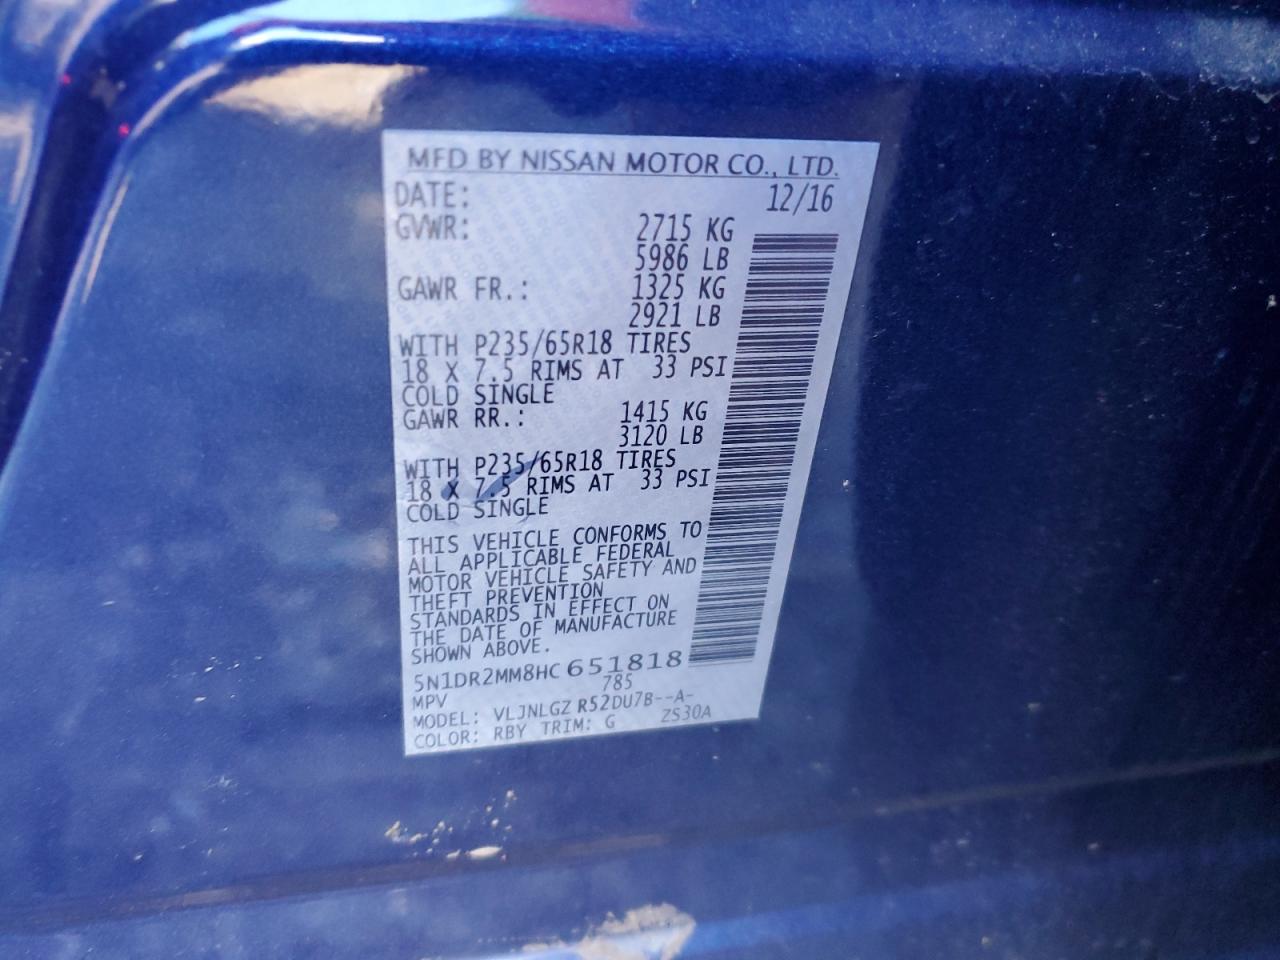 MFD BY NISSAN MOTOR CO., LTD.
DATE: 12/16
GVWR: 2715 KG
5986 LB
GAWR FR.: 1325 KG
2921 LB
WITH P235/65R18 TIRES
18 X 7.5 RIMS AT 33 PSI
COLD SINGLE
GAWR RR.: 1415 KG
3120 LB
WITH P235/65R18 TIRES
18 X 7.5 RIMS AT 33 PSI
COLD SINGLE
THIS VEHICLE CONFORMS TO
ALL APPLICABLE FEDERAL
MOTOR VEHICLE SAFETY AND
THEFT PREVENTION
STANDARDS IN EFFECT ON
THE DATE OF MANUFACTURE
SHOWN ABOVE.
5N1DR2MM8HC 651818
MPV 785
MODEL: VLJNLGZ R52DU7B--A-
COLOR: RBY TRIM: G ZS30A